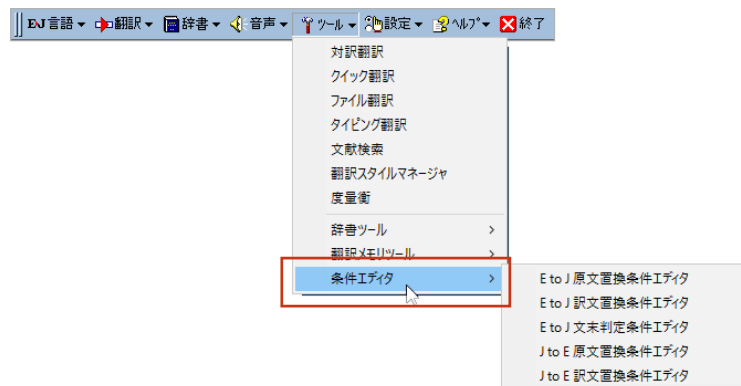 EJ 言語 翻訳 辞書 音声 ツール 設定 ヘルプ 終了
対訳翻訳
クイック翻訳
ファイル翻訳
タイピング翻訳
文献検索
翻訳スタイルマネージャ
度量衡
辞書ツール
翻訳メモリツール
条件エディタ
E to J 原文置換条件エディタ
E to J 訳文置換条件エディタ
E to J 文末判定条件エディタ
J to E 原文置換条件エディタ
J to E 訳文置換条件エディタ